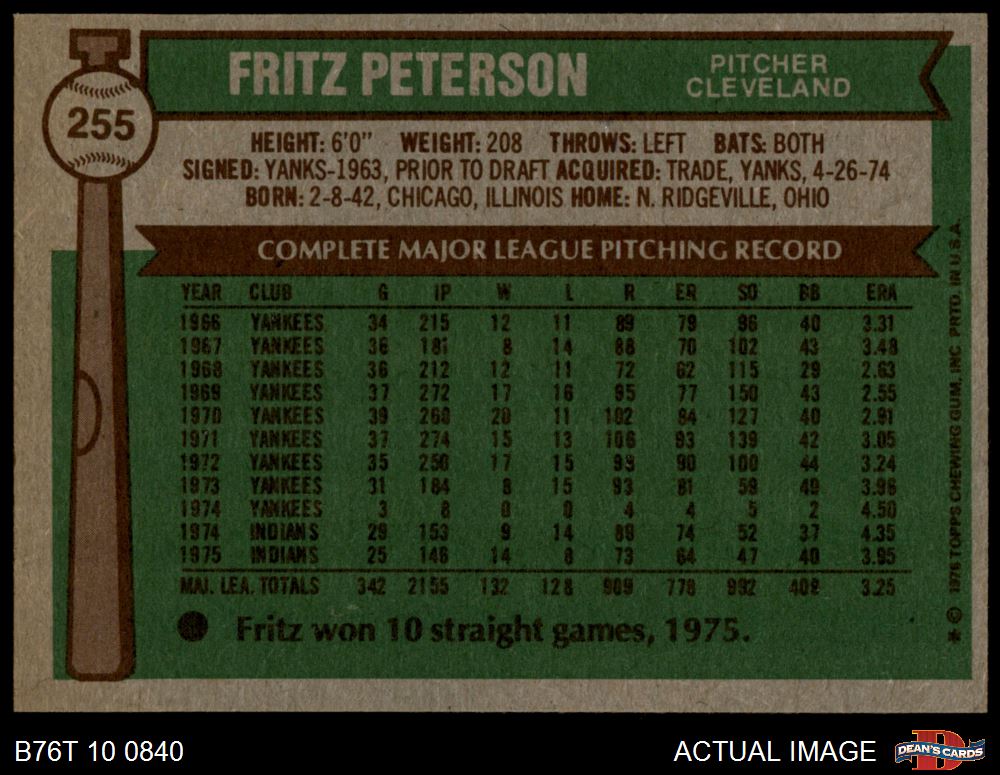 FRITZ PETERSON
PITCHER
CLEVELAND
255
HEIGHT: 6'0" WEIGHT: 208 THROWS: LEFT BATS: BOTH
SIGNED: YANKS-1963, PRIOR TO DRAFT ACQUIRED: TRADE, YANKS, 4-26-74
BORN: 2-8-42, CHICAGO, ILLINOIS HOME: N. RIDGEVILLE, OHIO
COMPLETE MAJOR LEAGUE PITCHING RECORD
YEAR CLUB G IP W L R ER SO BB ERA
1966 YANKEES 34 215 12 11 89 79 96 40 3.31
1967 YANKEES 36 181 8 14 88 70 102 43 3.48
1968 YANKEES 36 212 12 11 72 62 115 29 2.63
1969 YANKEES 37 272 17 16 95 77 150 43 2.55
1970 YANKEES 39 260 20 11 102 84 127 40 2.91
1971 YANKEES 37 274 15 13 106 93 139 42 3.05
1972 YANKEES 35 250 17 15 99 90 100 44 3.24
1973 YANKEES 31 184 8 15 93 81 59 49 3.96
1974 YANKEES 3 8 0 0 4 4 5 2 4.50
1974 INDIANS 29 153 9 14 89 74 52 37 4.35
1975 INDIANS 25 146 14 8 73 64 47 40 3.95
MAJ. LEA. TOTALS 342 2155 132 128 909 778 992 409 3.25
● Fritz won 10 straight games, 1975.
* © 1976 TOPPS CHEWING GUM, INC. PRTD. IN U.S.A.
B76T 10 0840
ACTUAL IMAGE
DEAN'S CARDS